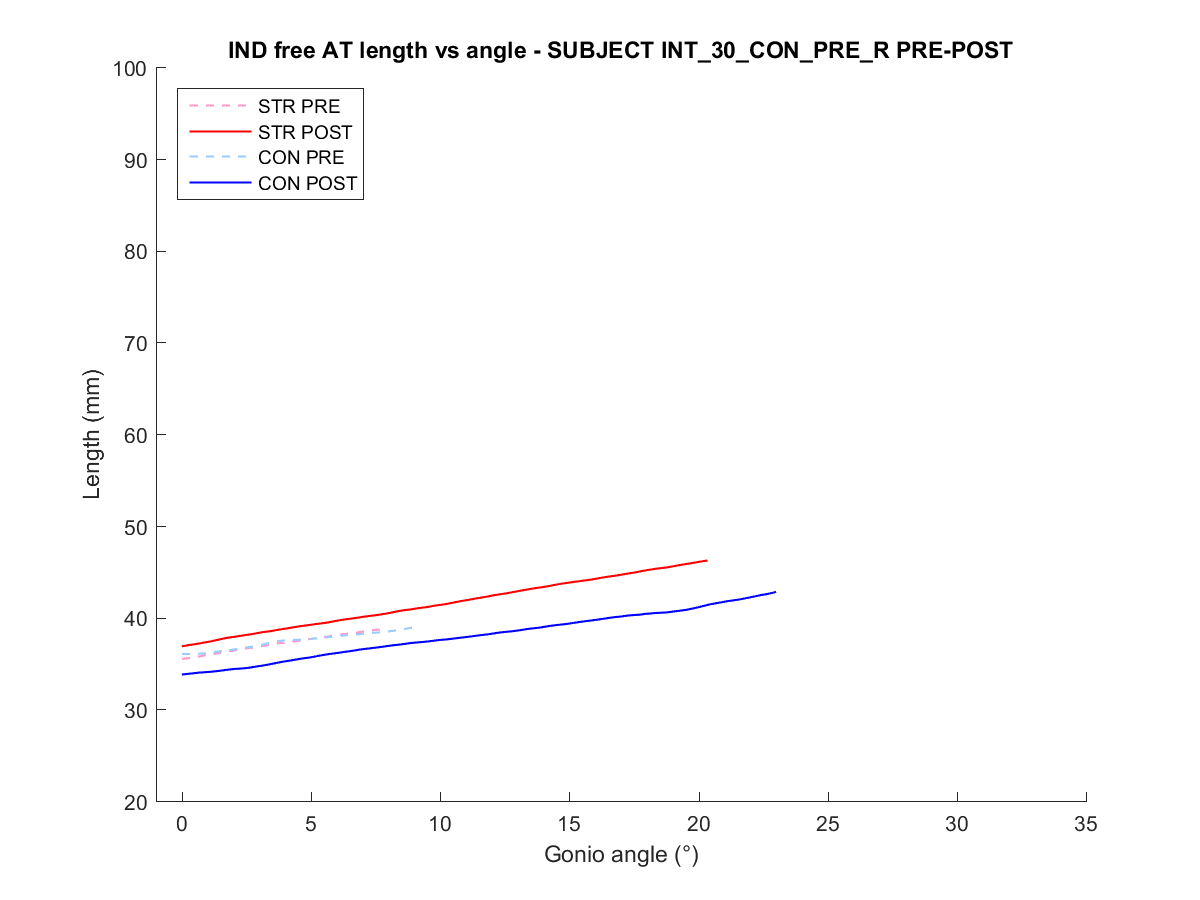 IND free AT length vs angle - SUBJECT INT_30_CON_PRE_R PRE-POST
100
90
80
70
60
50
40
30
20
Length (mm)
STR PRE
STR POST
CON PRE
CON POST
0 5 10 15 20 25 30 35
Gonio angle (°)